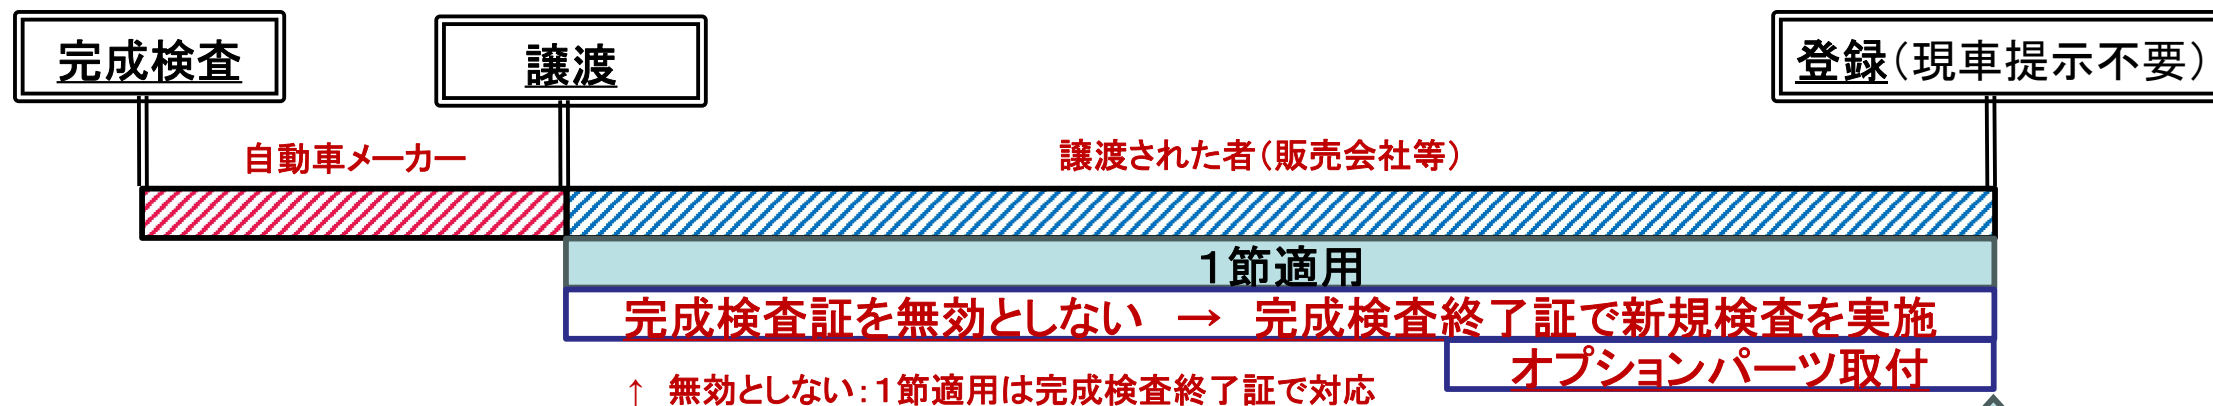 完成検査
譲渡
登録(現車提示不要)
自動車メーカー
譲渡された者(販売会社等)
1節適用
完成検査証を無効としない → 完成検査終了証で新規検査を実施
オプションパーツ取付
↑ 無効としない:1節適用は完成検査終了証で対応